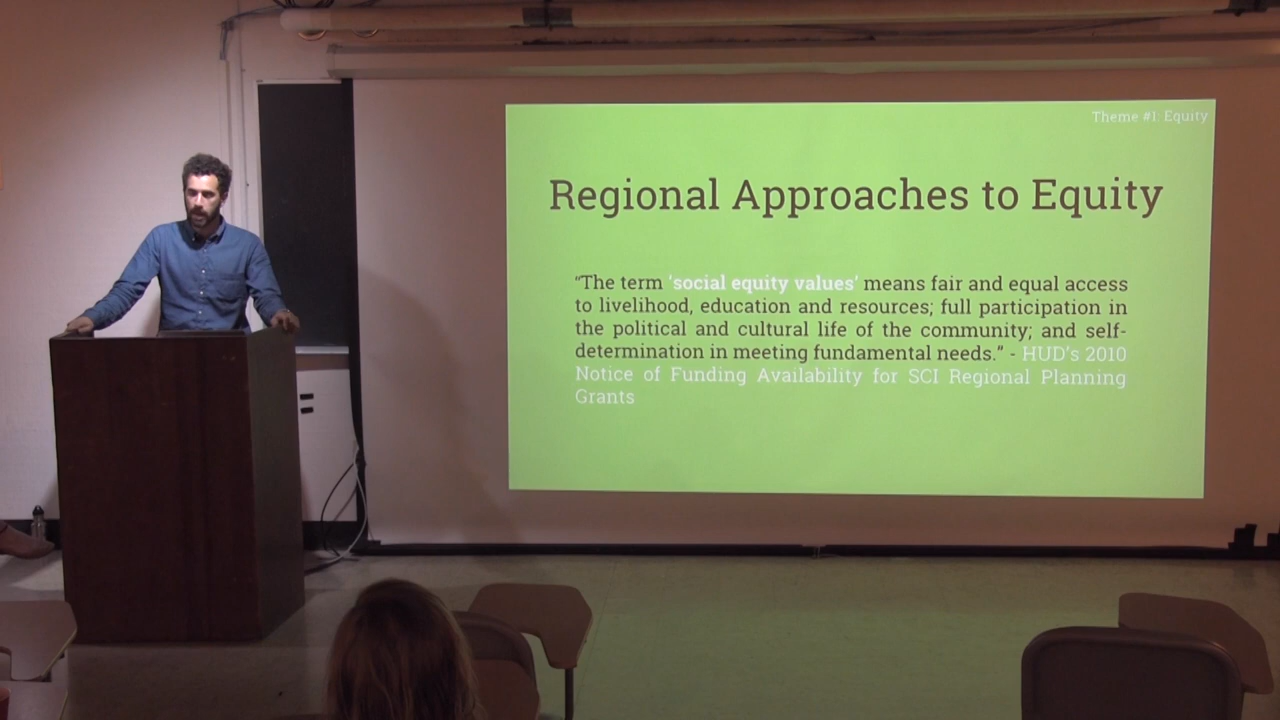 Theme #1: Equity
Regional Approaches to Equity
“The term ‘social equity values’ means fair and equal access
to livelihood, education and resources; full participation in
the political and cultural life of the community; and self-
determination in meeting fundamental needs.” - HUD’s 2010
Notice of Funding Availability for SCI Regional Planning
Grants